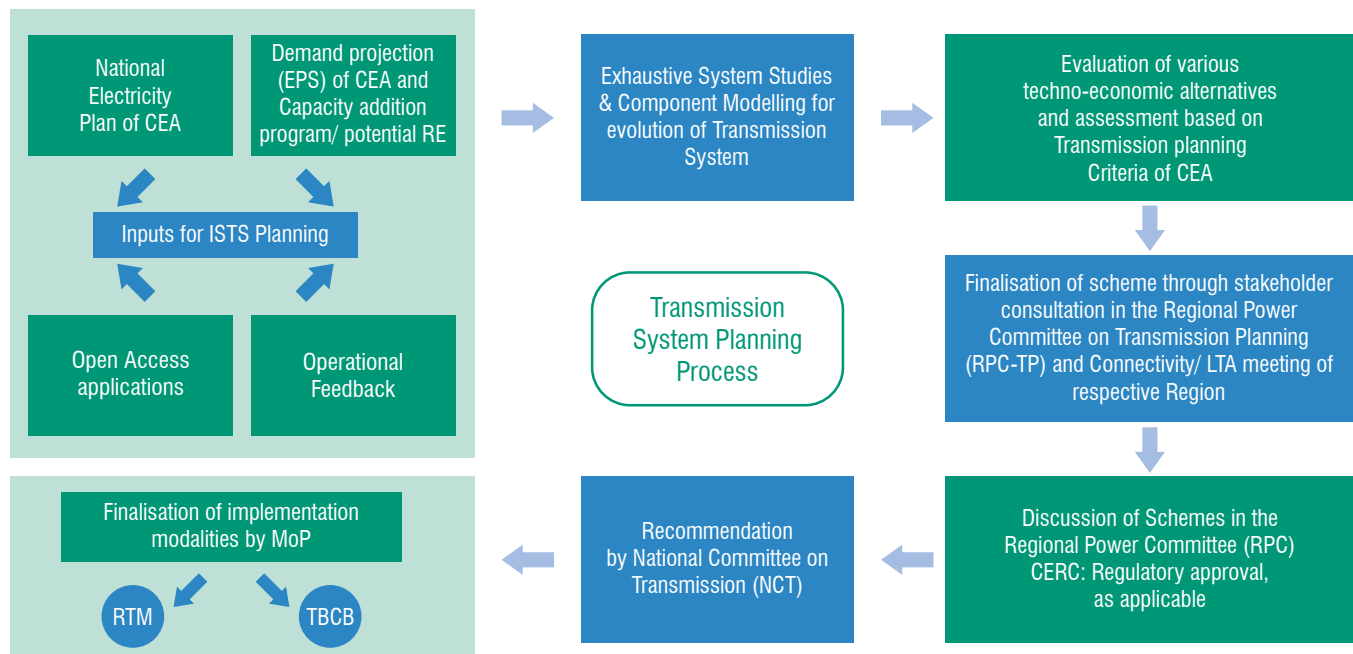 National
Electricity
Plan of CEA
Demand projection
(EPS) of CEA and
Capacity addition
program/ potential RE
Inputs for ISTS Planning
Open Access
applications
Operational
Feedback
Exhaustive System Studies
& Component Modelling for
evolution of Transmission
System
Evaluation of various
techno-economic alternatives
and assessment based on
Transmission planning
Criteria of CEA
Transmission
System Planning
Process
Finalisation of scheme through stakeholder
consultation in the Regional Power
Committee on Transmission Planning
(RPC-TP) and Connectivity/ LTA meeting of
respective Region
Discussion of Schemes in the
Regional Power Committee (RPC)
CERC: Regulatory approval,
as applicable
Recommendation
by National Committee on
Transmission (NCT)
Finalisation of implementation
modalities by MoP
RTM
TBCB